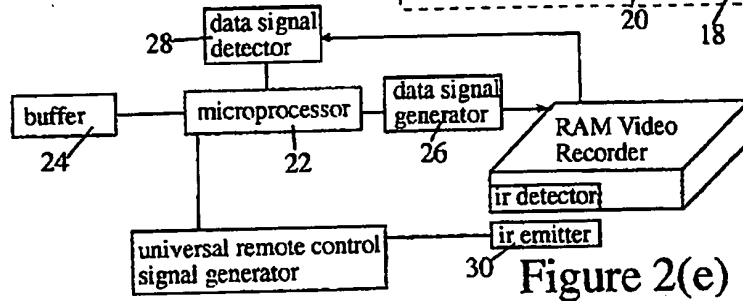 20
18
28
data signal
detector
buffer
24
microprocessor
22
data signal
generator
26
RAM Video
Recorder
ir detector
universal remote control
signal generator
ir emitter
30
Figure 2(e)